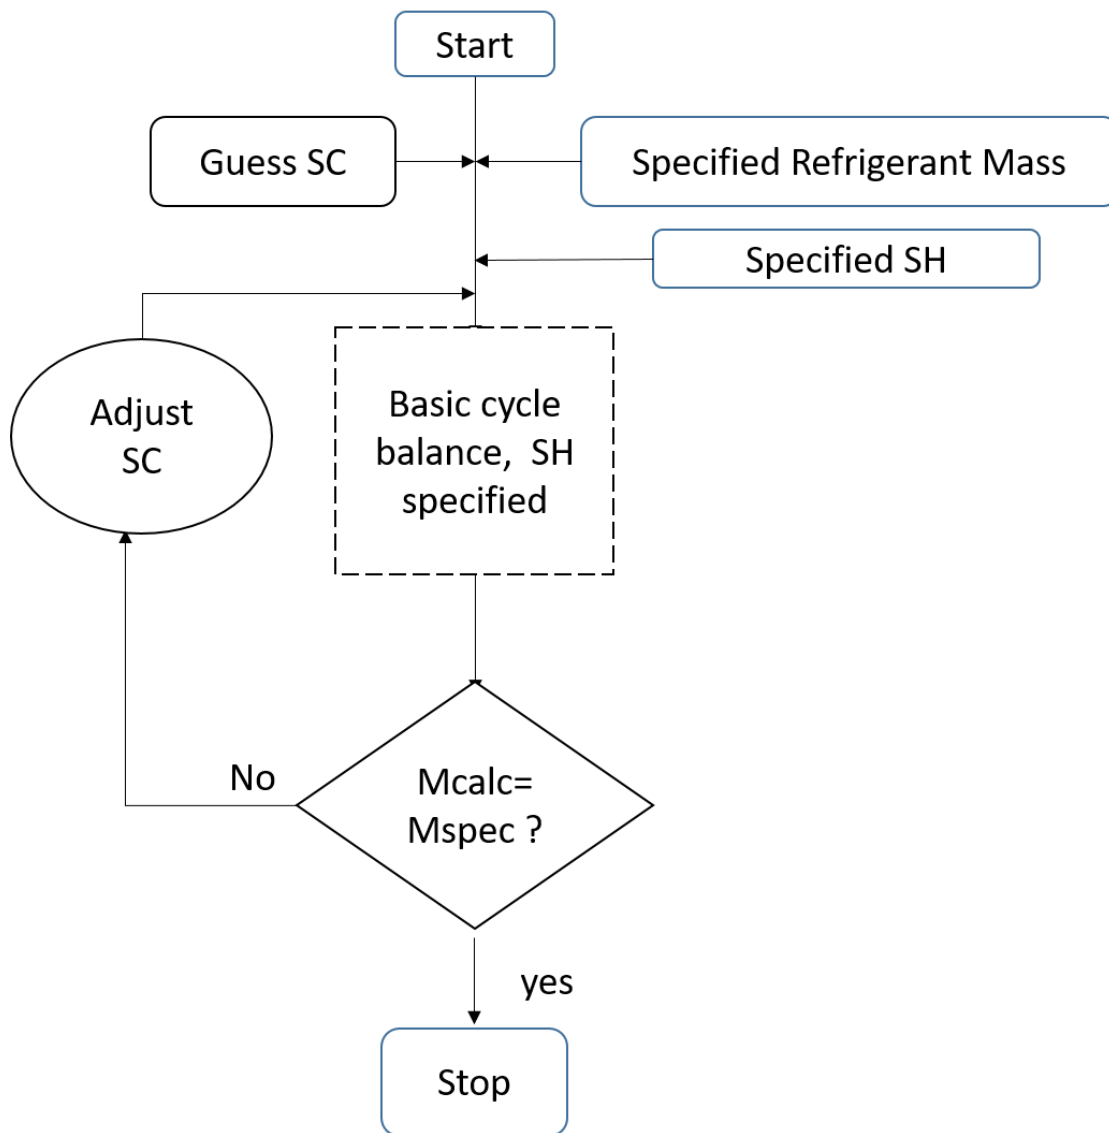 Start
Guess SC
Specified Refrigerant Mass
Specified SH
Adjust
SC
Basic cycle
balance, SH
specified
No
Mcalc=
Mspec ?
yes
Stop